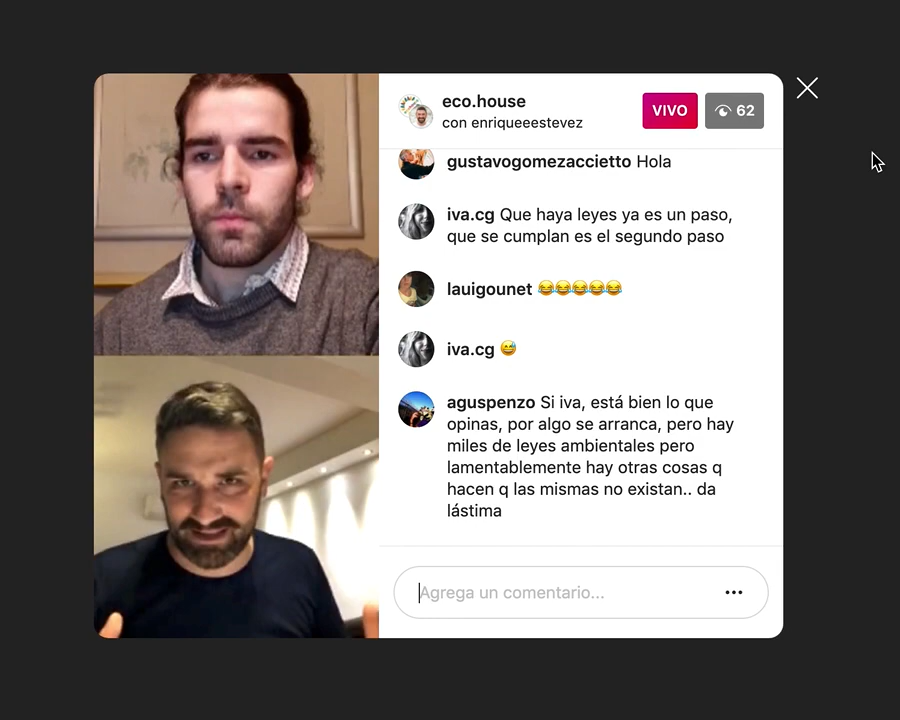 eco.house
con enriqueeestevez
VIVO
62
gustavogomezaccietto Hola
iva.cg Que haya leyes ya es un paso,
que se cumplan es el segundo paso
lauigounet 😂😂😂😂😂
iva.cg 😅
aguspenzo Si iva, está bien lo que
opinas, por algo se arranca, pero hay
miles de leyes ambientales pero
lamentablemente hay otras cosas q
hacen q las mismas no existan.. da
lástima
Agrega un comentario...